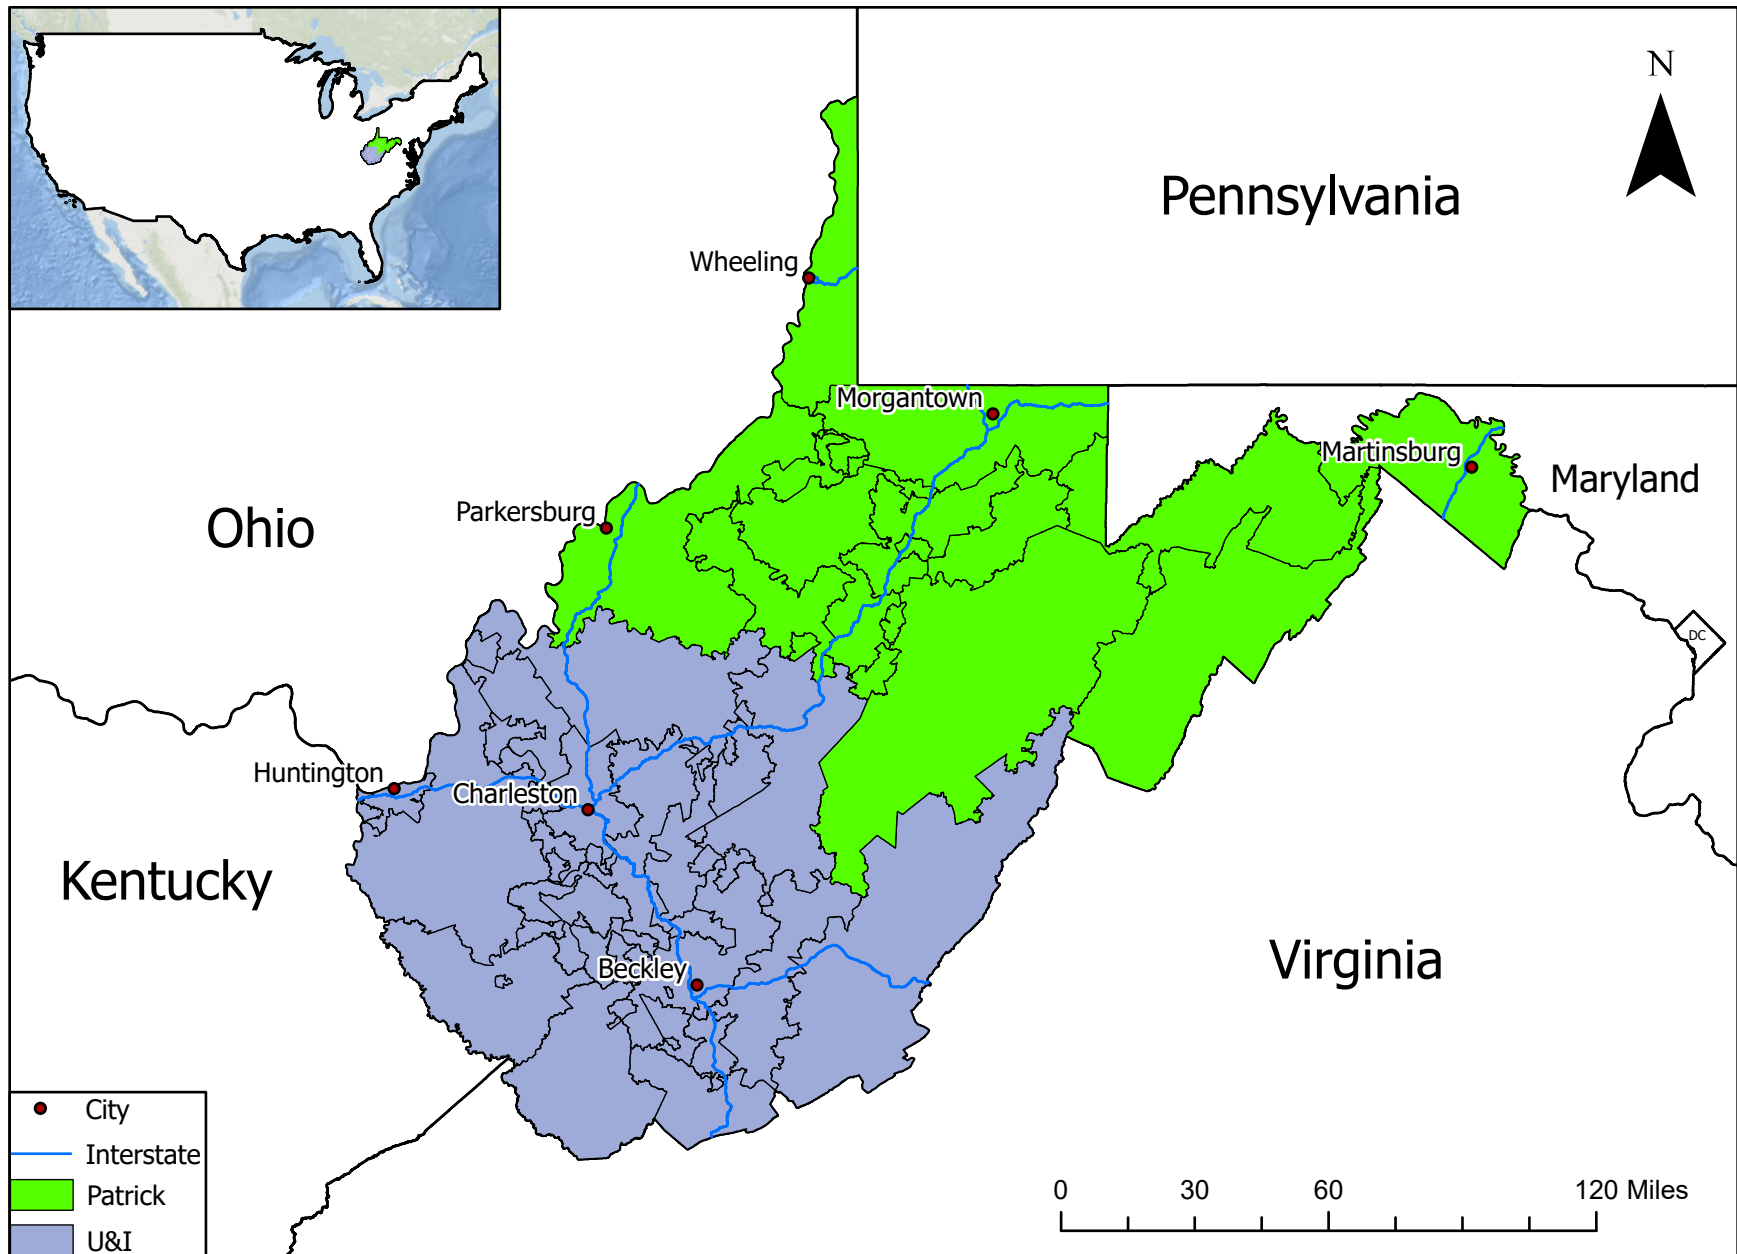 N
Pennsylvania
Wheeling
Morgantown
Martinsburg
Maryland
Parkersburg
Ohio
DC
Huntington
Charleston
Kentucky
Virginia
Beckley
City
Interstate
Patrick
U&I
0 30 60 120 Miles